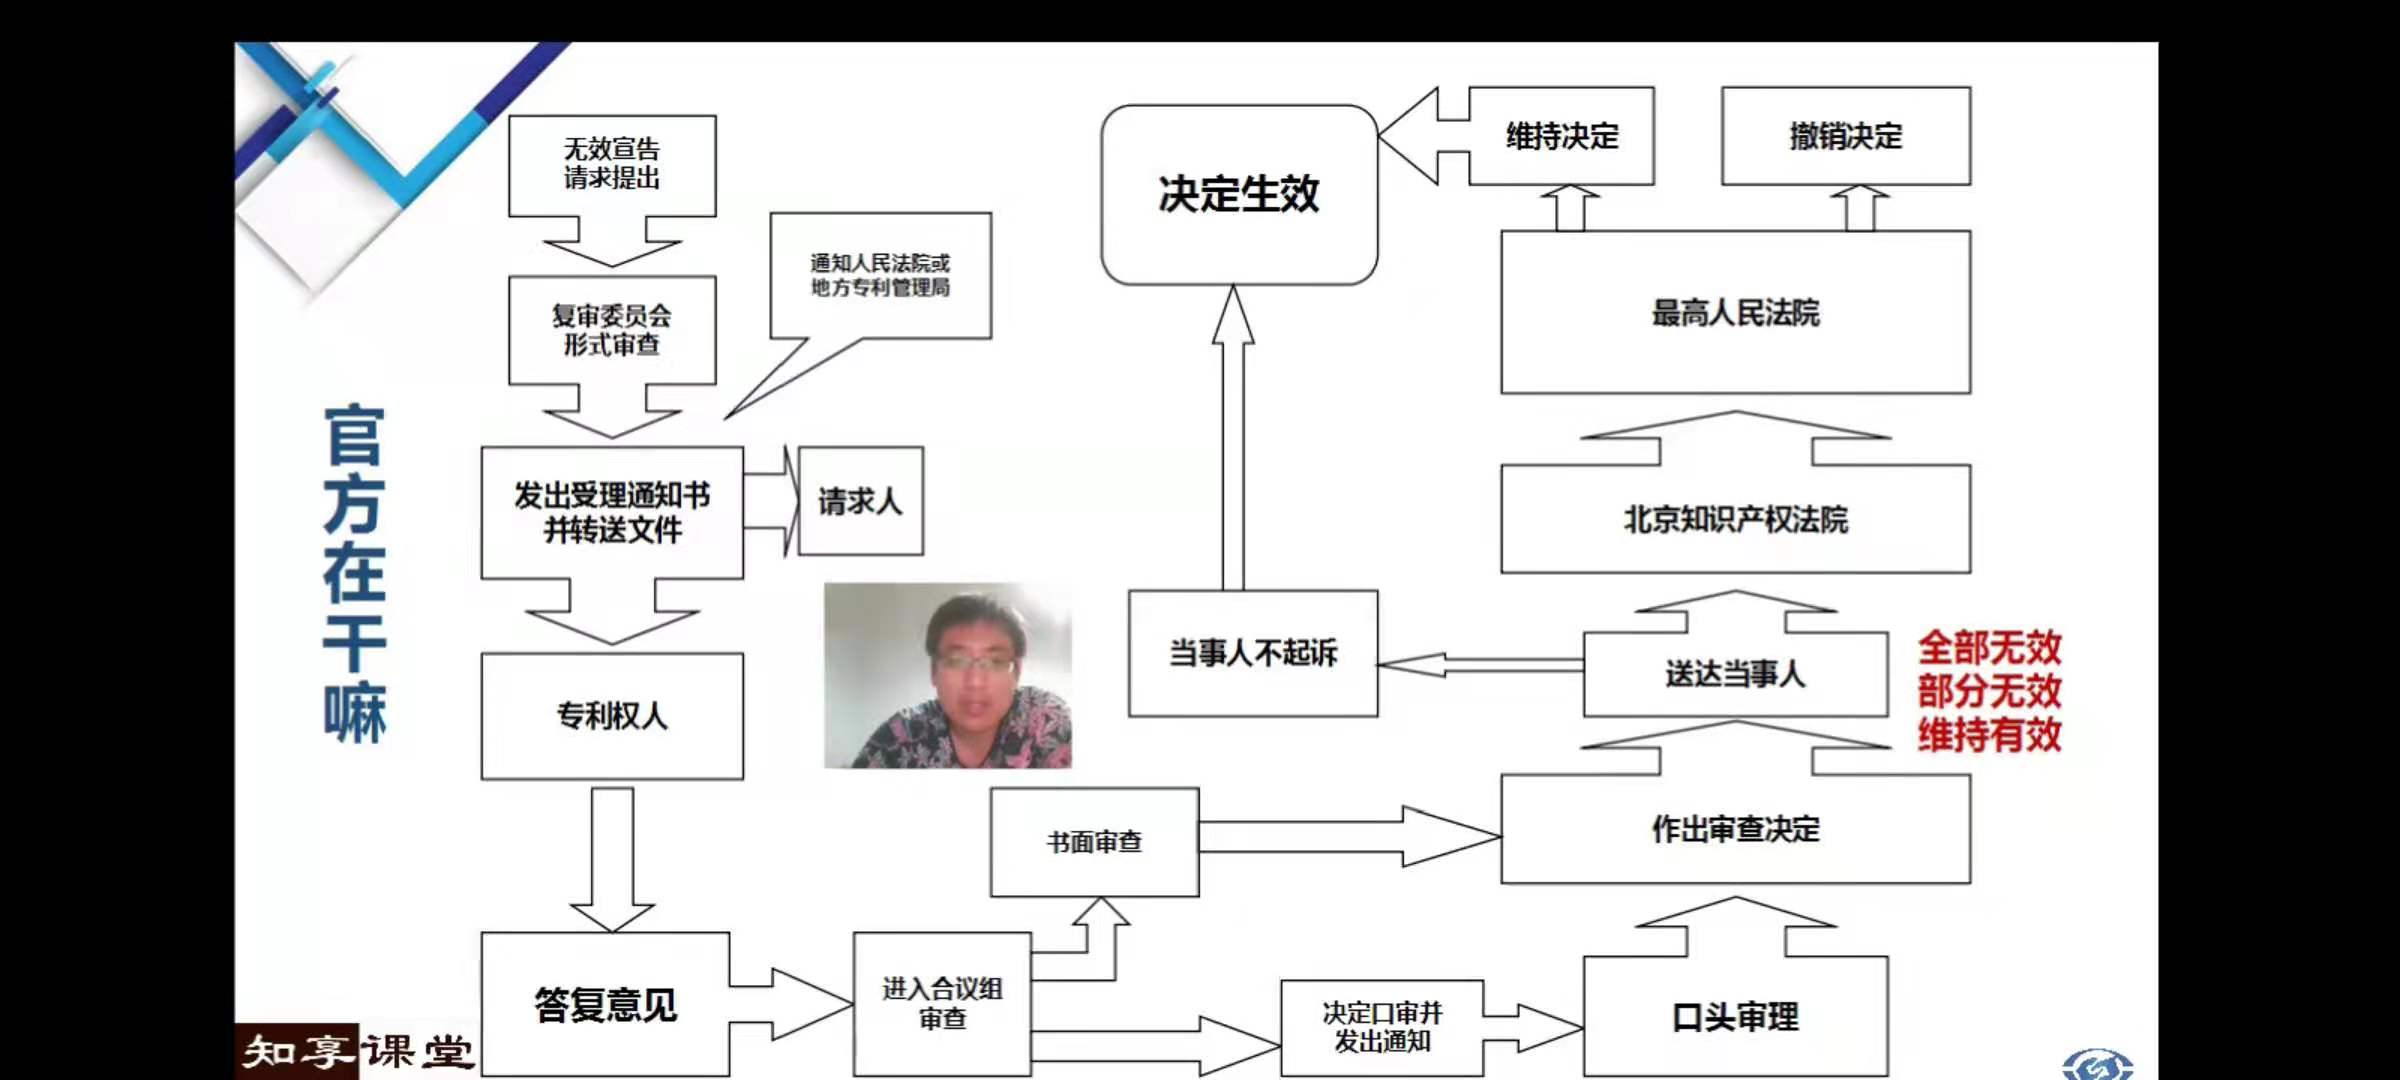 官方在干嘛
无效宣告
请求提出
复审委员会
形式审查
通知人民法院或
地方专利管理局
发出受理通知书
并转送文件
请求人
专利权人
答复意见
进入合议组
审查
书面审查
决定口审并
发出通知
口头审理
作出审查决定
送达当事人
全部无效
部分无效
维持有效
当事人不起诉
北京知识产权法院
最高人民法院
维持决定
撤销决定
决定生效
知享课堂